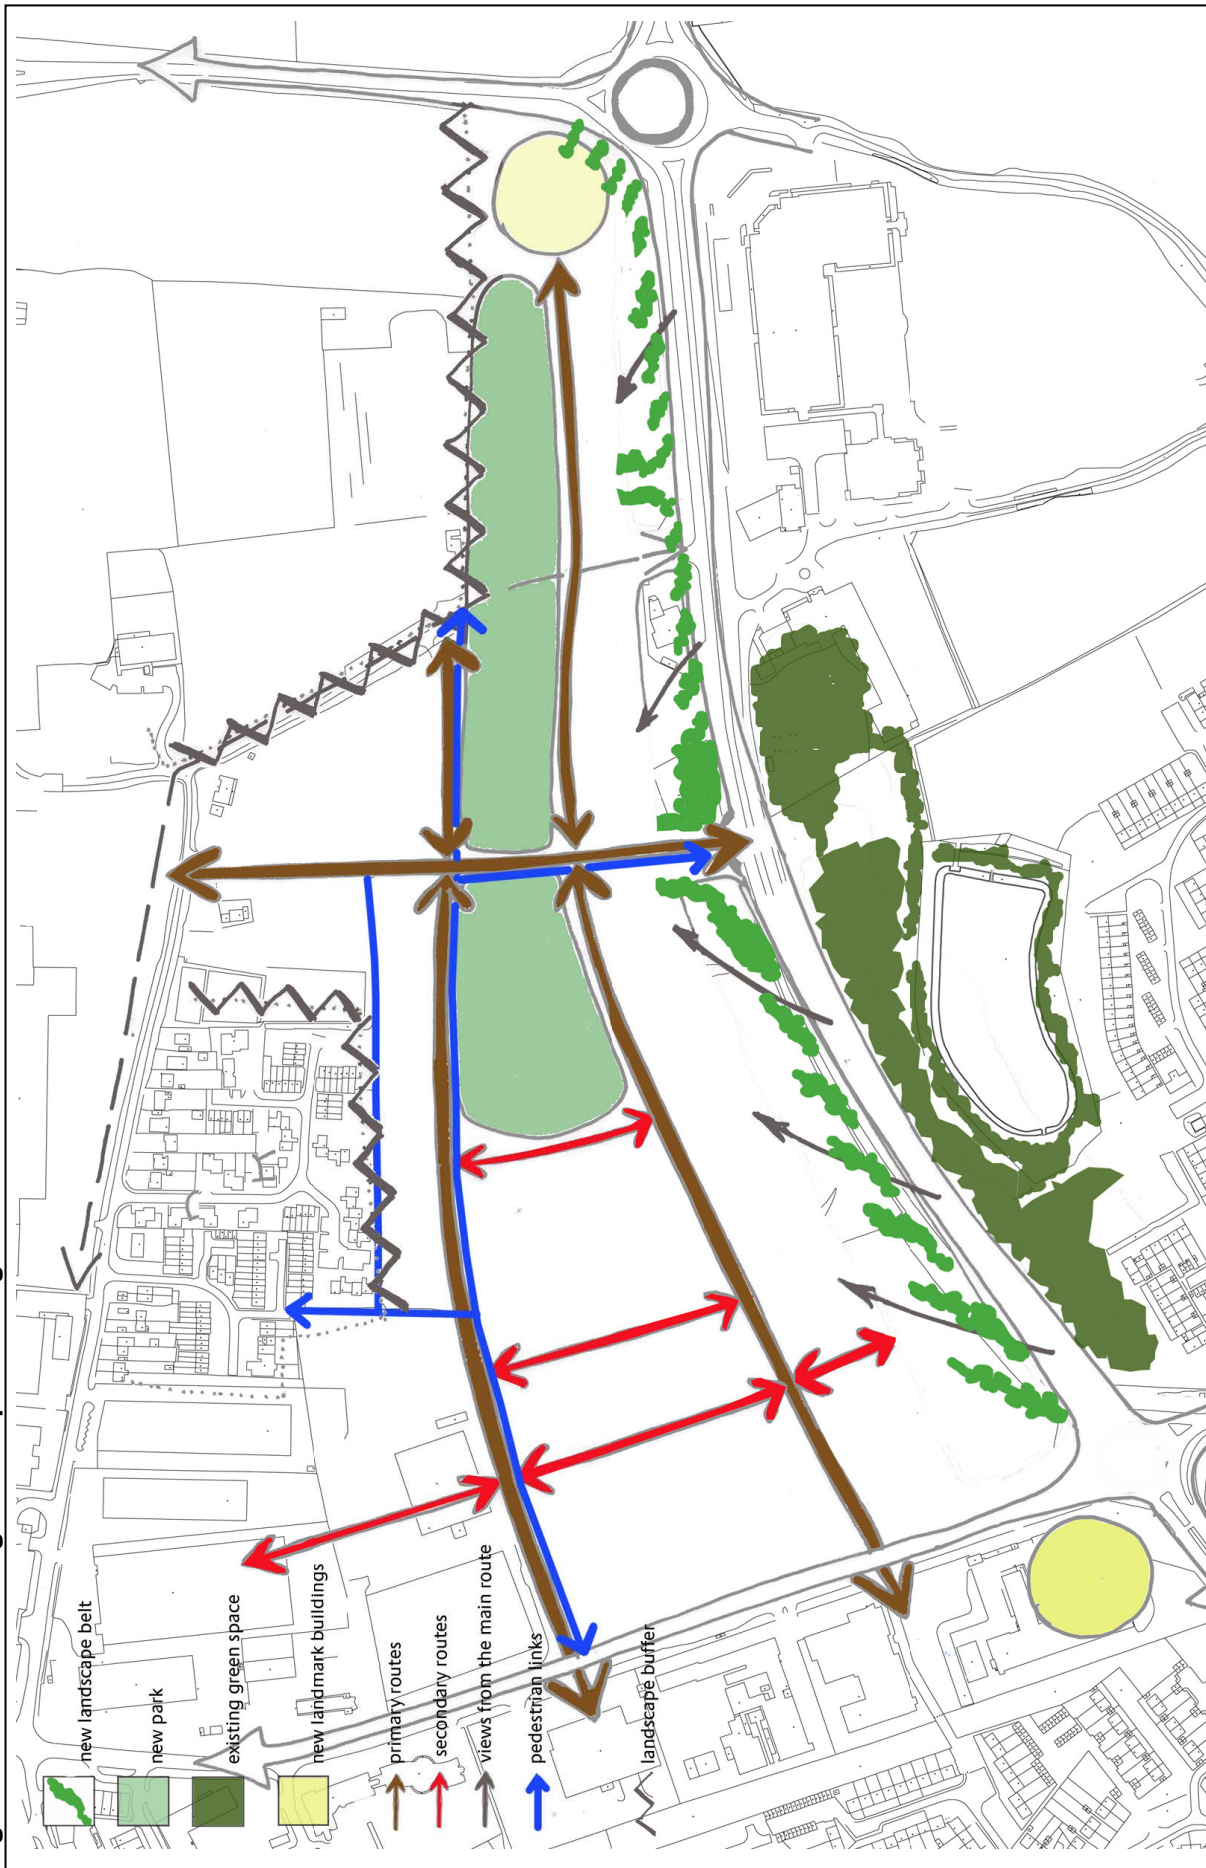 new landscape belt
new park
existing green space
new landmark buildings
primary routes
secondary routes
views from the main route
pedestrian links
landscape buffer